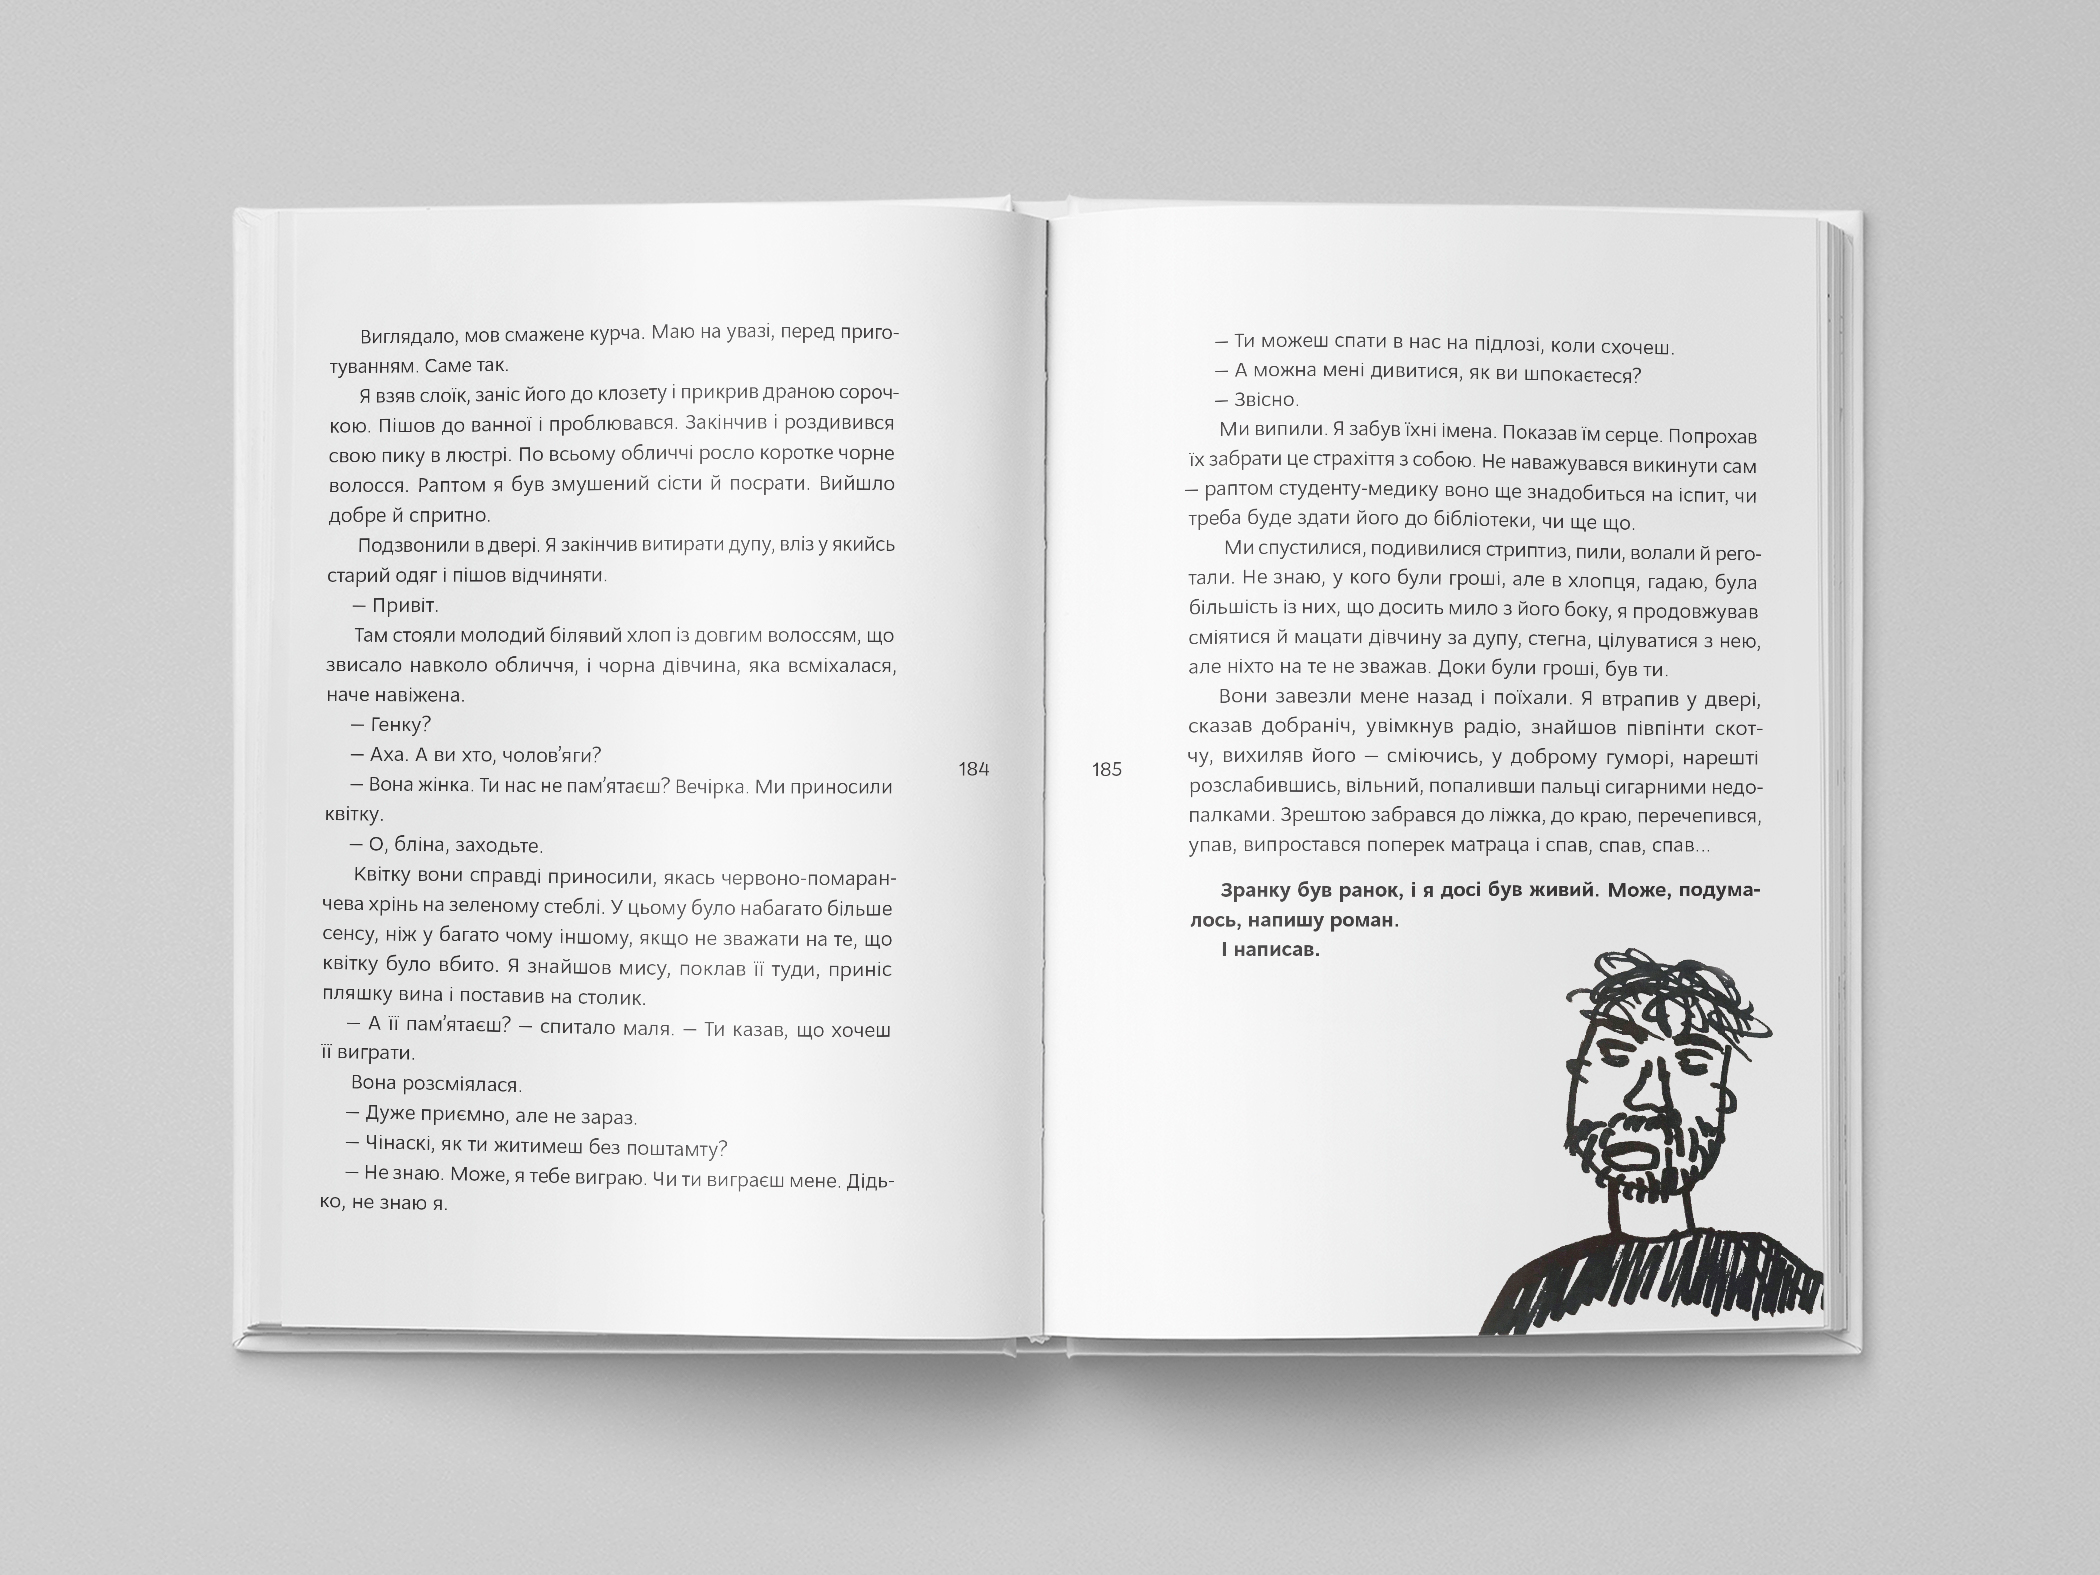 Виглядало, мов смажене курча. Маю на увазі, перед приго-
туванням. Саме так.
Я взяв слоїк, заніс його до клозету і прикрив драною сороч-
кою. Пішов до ванної і проблювався. Закінчив і роздивився
свою пику в люстрі. По всьому обличчі росло коротке чорне
волосся. Раптом я був змушений сісти й посрати. Вийшло
добре й спритно.
Подзвонили в двері. Я закінчив витирати дупу, вліз у якийсь
старий одяг і пішов відчиняти.
— Привіт.
Там стояли молодий білявий хлоп із довгим волоссям, що
звисало навколо обличчя, і чорна дівчина, яка всміхалася,
наче навіжена.
— Генку?
— Аха. А ви хто, чолов’яги?
— Вона жінка. Ти нас не пам’ятаєш? Вечірка. Ми приносили
квітку.
— О, бліна, заходьте.
Квітку вони справді приносили, якась червоно-помаран-
чева хрінь на зеленому стеблі. У цьому було набагато більше
сенсу, ніж у багато чому іншому, якщо не зважати на те, що
квітку було вбито. Я знайшов мису, поклав її туди, приніс
пляшку вина і поставив на столик.
— А її пам’ятаєш? — спитало маля. — Ти казав, що хочеш
її виграти.
Вона розсміялася.
— Дуже приємно, але не зараз.
— Чінаскі, як ти житимеш без поштамту?
— Не знаю. Може, я тебе виграю. Чи ти виграєш мене. Дідь-
ко, не знаю я.
184
185
— Ти можеш спати в нас на підлозі, коли схочеш.
— А можна мені дивитися, як ви шпокаєтеся?
— Звісно.
Ми випили. Я забув їхні імена. Показав їм серце. Попрохав
їх забрати це страхіття з собою. Не наважувався викинути сам
— раптом студенту-медику воно ще знадобиться на іспит, чи
треба буде здати його до бібліотеки, чи ще що.
Ми спустилися, подивилися стриптиз, пили, волали й рего-
тали. Не знаю, у кого були гроші, але в хлопця, гадаю, була
більшість із них, що досить мило з його боку, я продовжував
сміятися й мацати дівчину за дупу, стегна, цілуватися з нею,
але ніхто на те не зважав. Доки були гроші, був ти.
Вони завезли мене назад і поїхали. Я втрапив у двері,
сказав добраніч, увімкнув радіо, знайшов півпінти скот-
чу, вихиляв його — сміючись, у доброму гуморі, нарешті
розслабившись, вільний, попаливши пальці сигарними недо-
палками. Зрештою забрався до ліжка, до краю, перечепився,
упав, випростався поперек матраца і спав, спав, спав...
Зранку був ранок, і я досі був живий. Може, подума-
лось, напишу роман.
І написав.